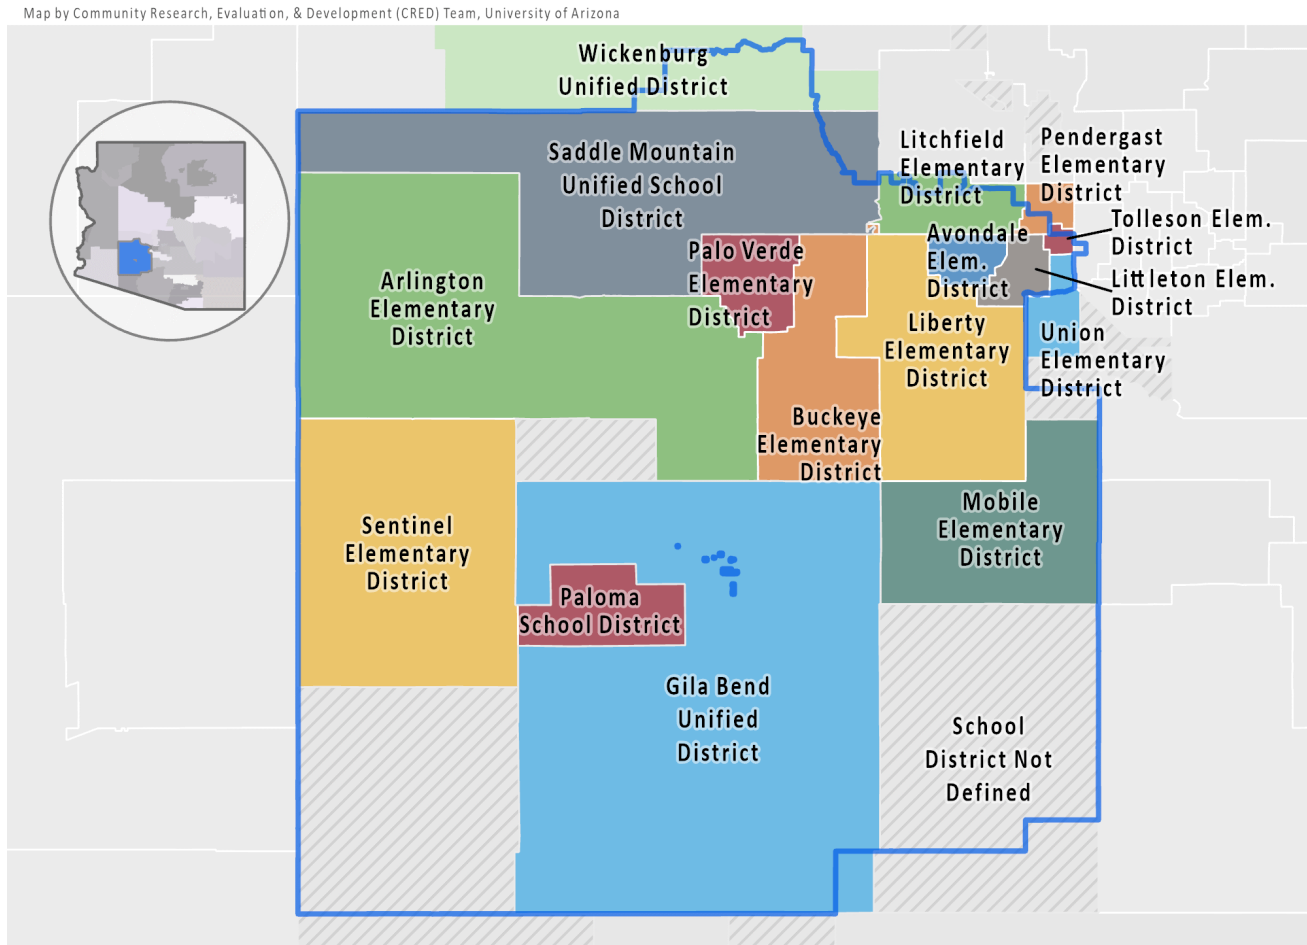 Map by Community Research, Evaluation, & Development (CRED) Team, University of Arizona
Wickenburg
Unified District
Saddle Mountain
Unified School
District
Litchfield
Elementary
District
Pendergast
Elementary
District
Tolleson Elem.
District
Avondale
Elem.
District
Littleton Elem.
District
Palo Verde
Elementary
District
Arlington
Elementary
District
Liberty
Elementary
District
Union
Elementary
District
Buckeye
Elementary
District
Sentinel
Elementary
District
Mobile
Elementary
District
Paloma
School District
Gila Bend
Unified
District
School
District Not
Defined